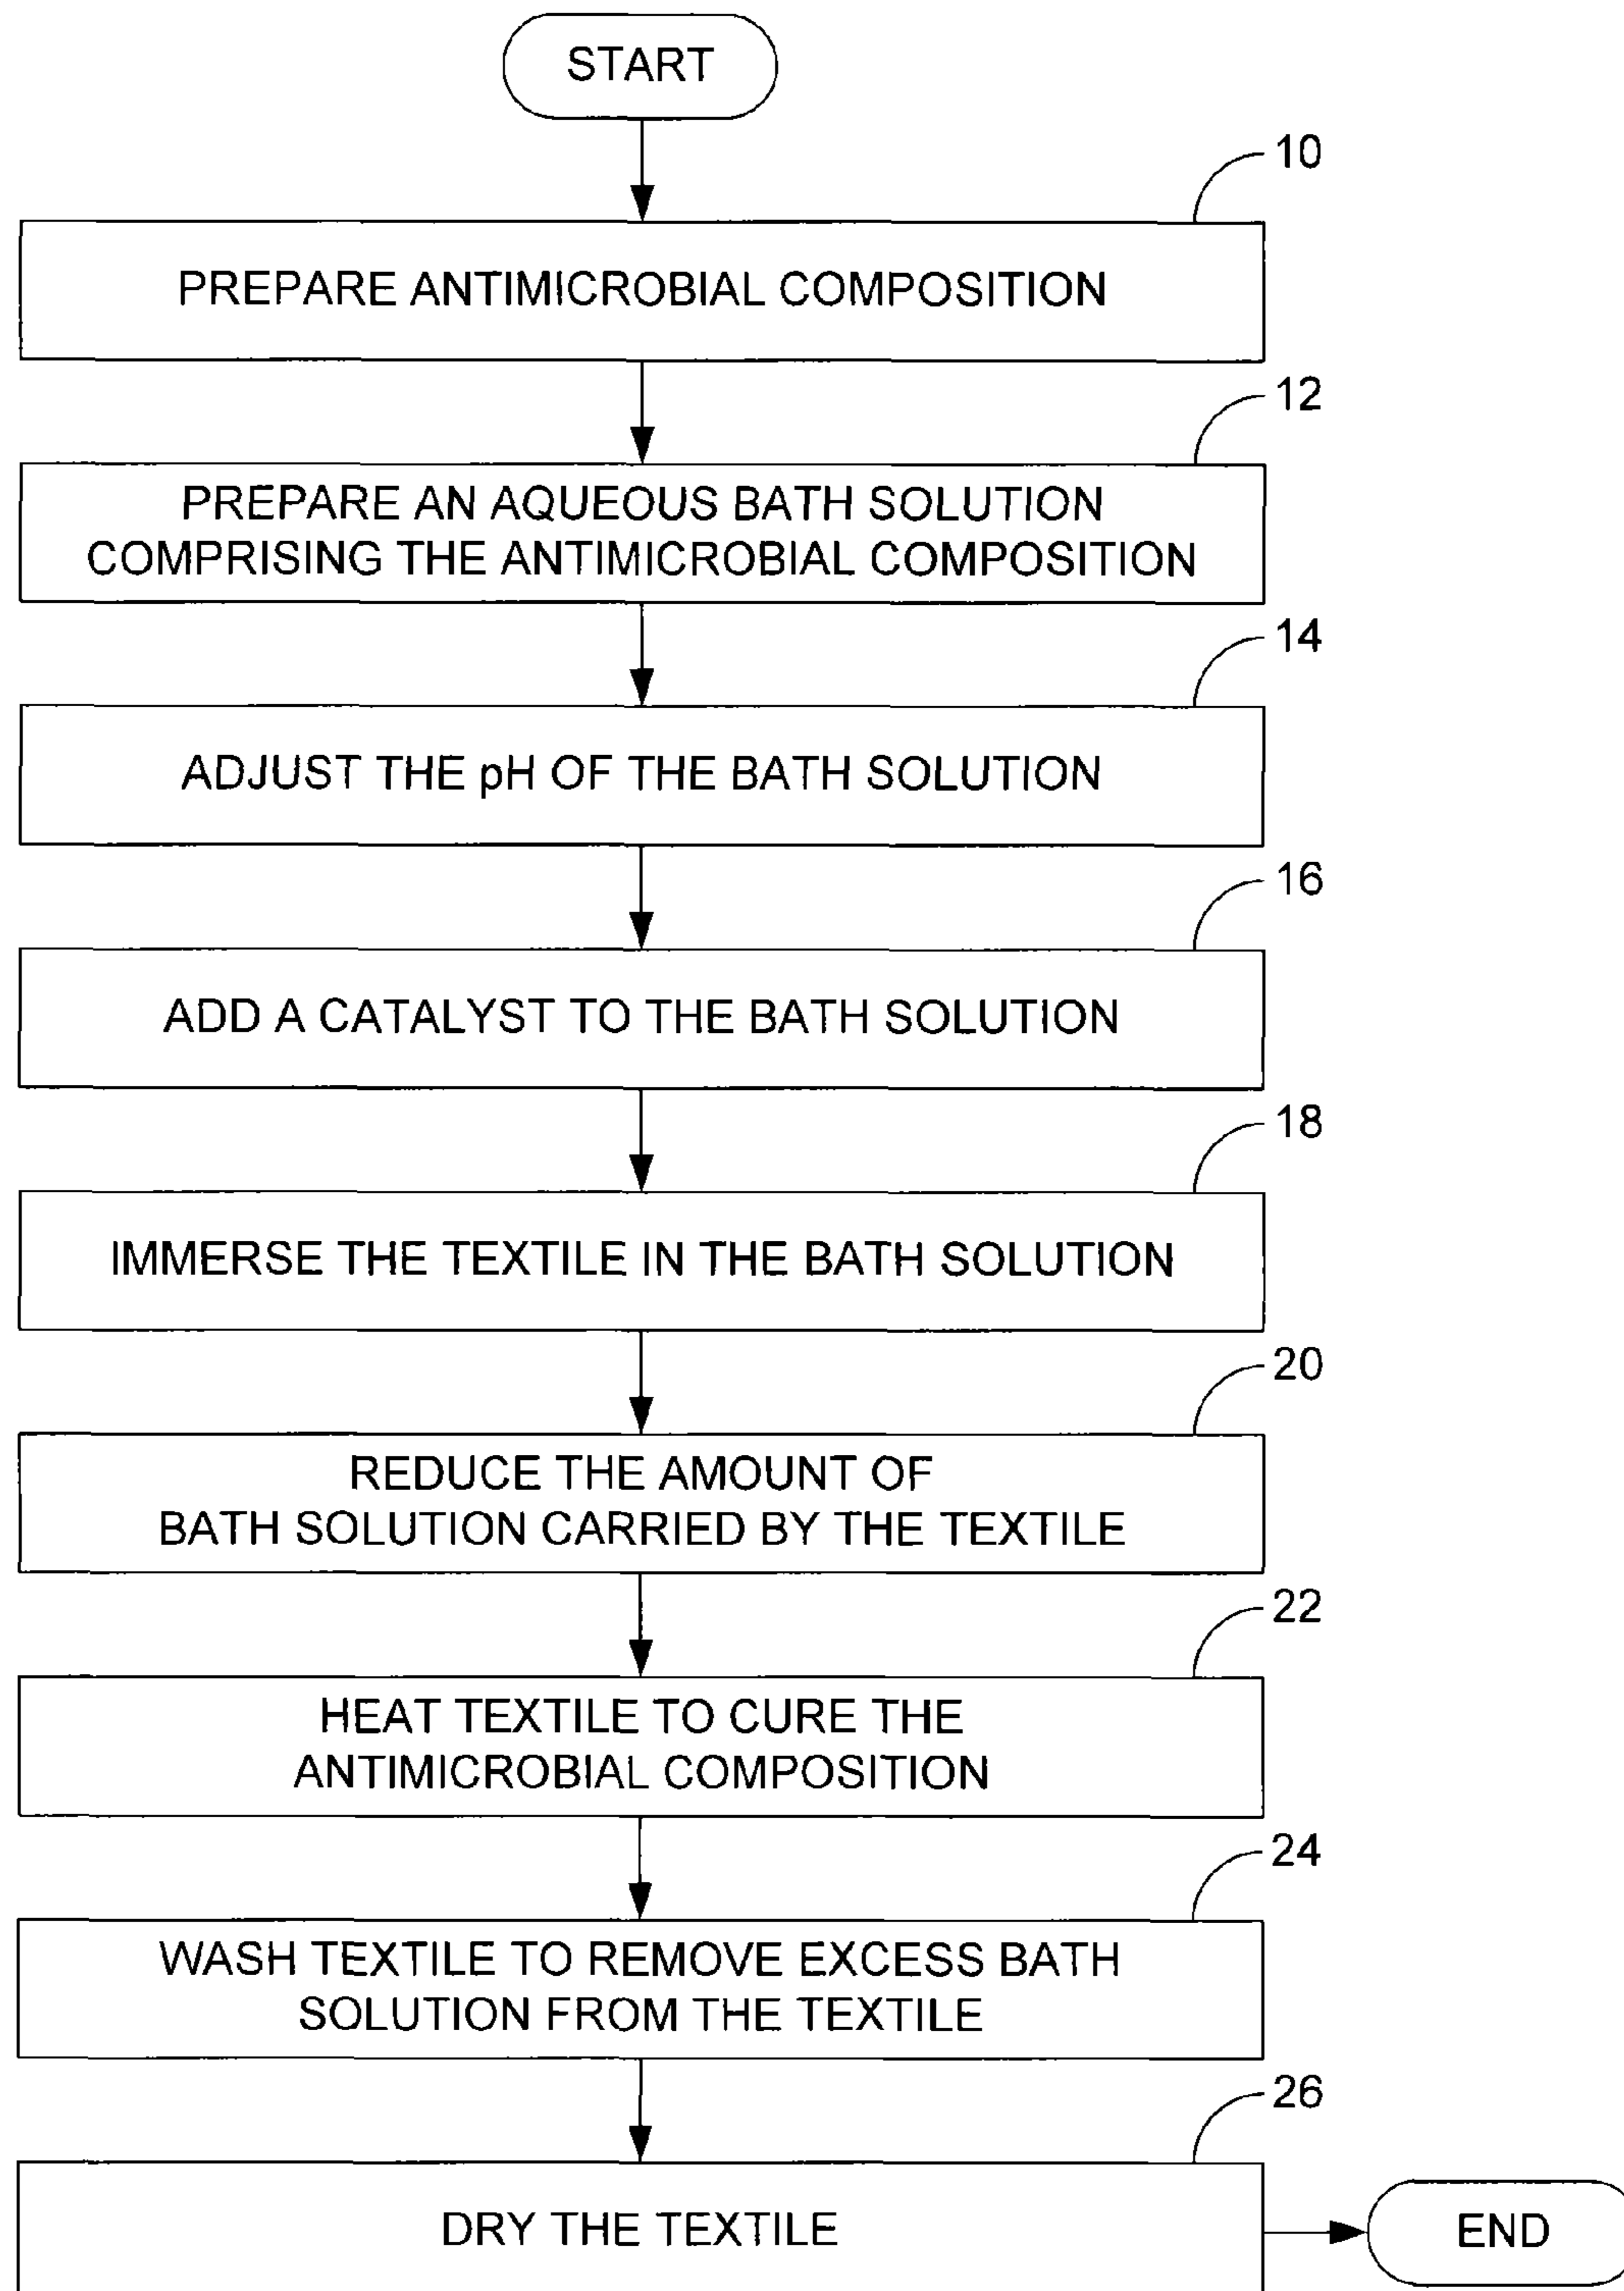 START
10
PREPARE ANTIMICROBIAL COMPOSITION
12
PREPARE AN AQUEOUS BATH SOLUTION
COMPRISING THE ANTIMICROBIAL COMPOSITION
14
ADJUST THE pH OF THE BATH SOLUTION
16
ADD A CATALYST TO THE BATH SOLUTION
18
IMMERSE THE TEXTILE IN THE BATH SOLUTION
20
REDUCE THE AMOUNT OF
BATH SOLUTION CARRIED BY THE TEXTILE
22
HEAT TEXTILE TO CURE THE
ANTIMICROBIAL COMPOSITION
24
WASH TEXTILE TO REMOVE EXCESS BATH
SOLUTION FROM THE TEXTILE
26
DRY THE TEXTILE
END